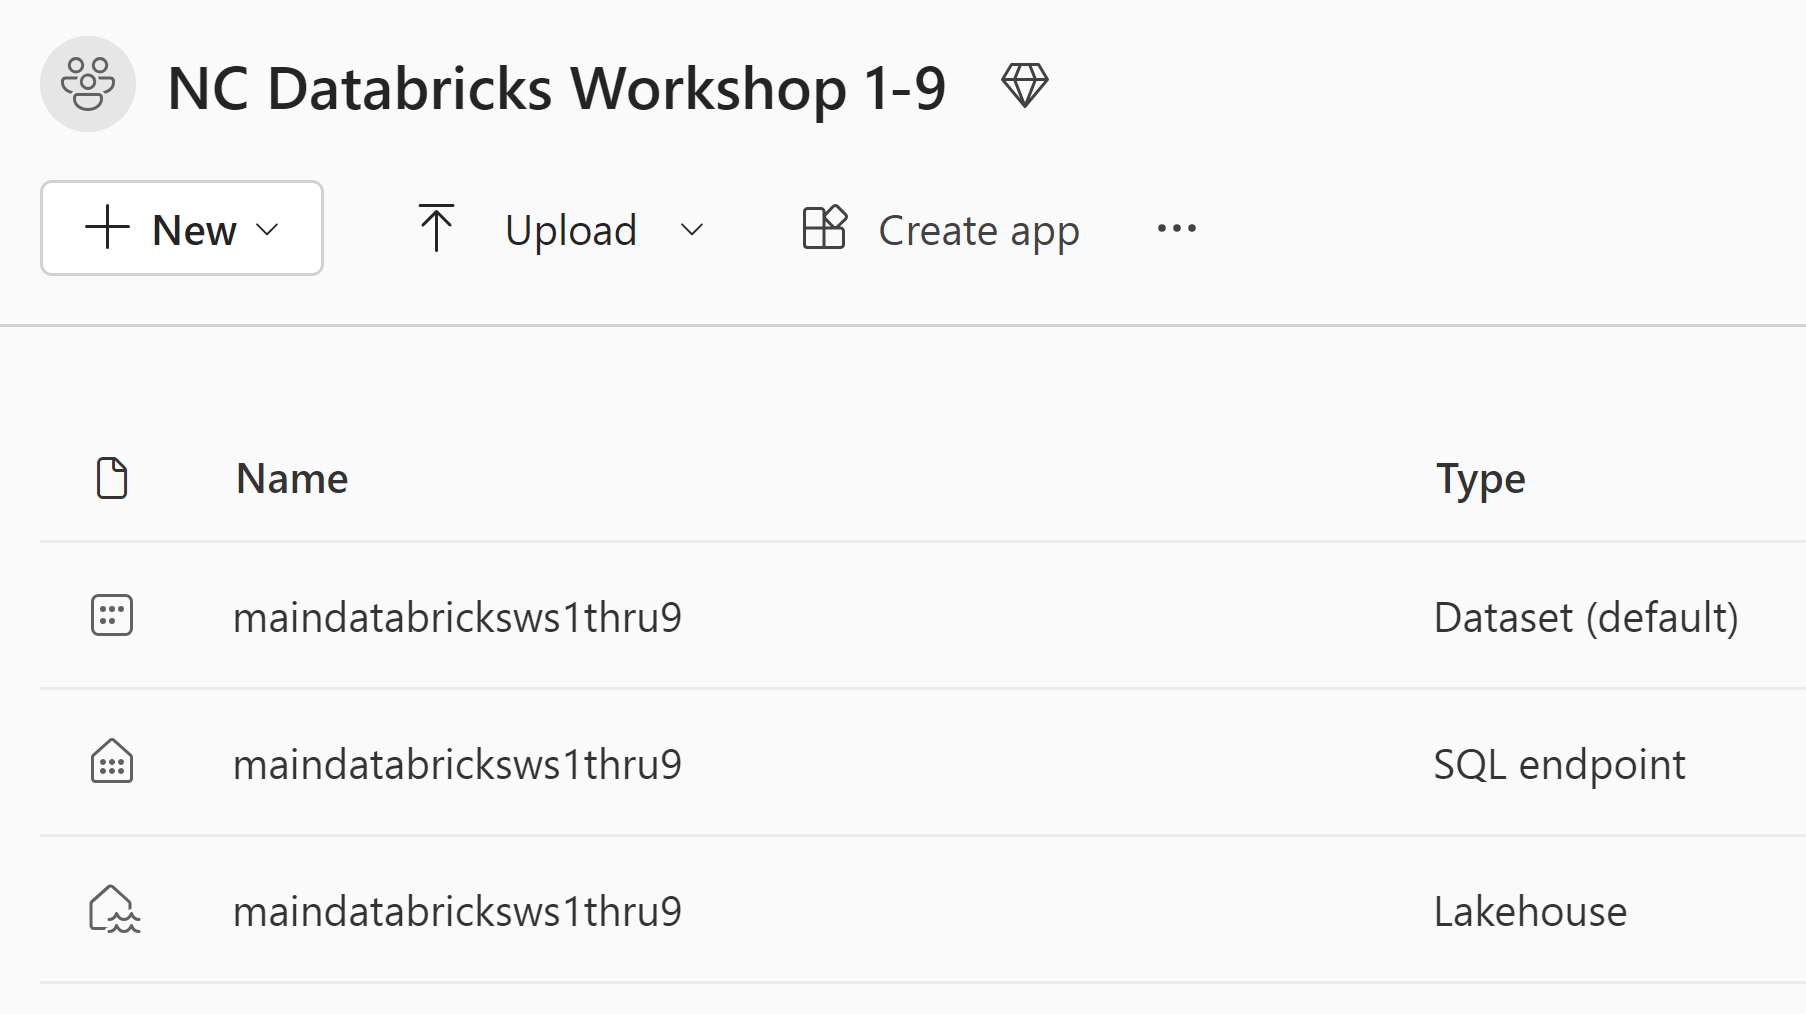 NC Databricks Workshop 1-9
New Upload Create app
Name Type
maindatabricksws1thru9 Dataset (default)
maindatabricksws1thru9 SQL endpoint
maindatabricksws1thru9 Lakehouse